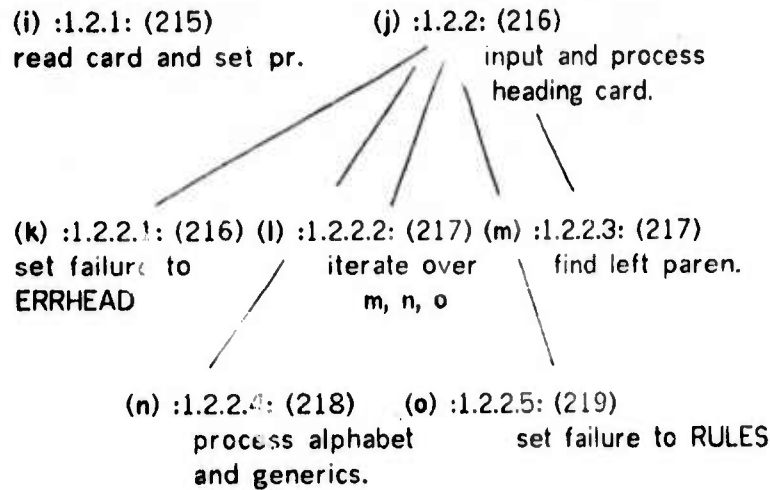 (i) :1.2.1: (215) (j) :1.2.2: (216)
read card and set pr. input and process
heading card.
(k) :1.2.2.1: (216) (l) :1.2.2.2: (217) (m) :1.2.2.3: (217)
set failure to iterate over find left paren.
ERRHEAD m, n, o
(n) :1.2.2.4: (218) (o) :1.2.2.5: (219)
process alphabet set failure to RULES
and generics.